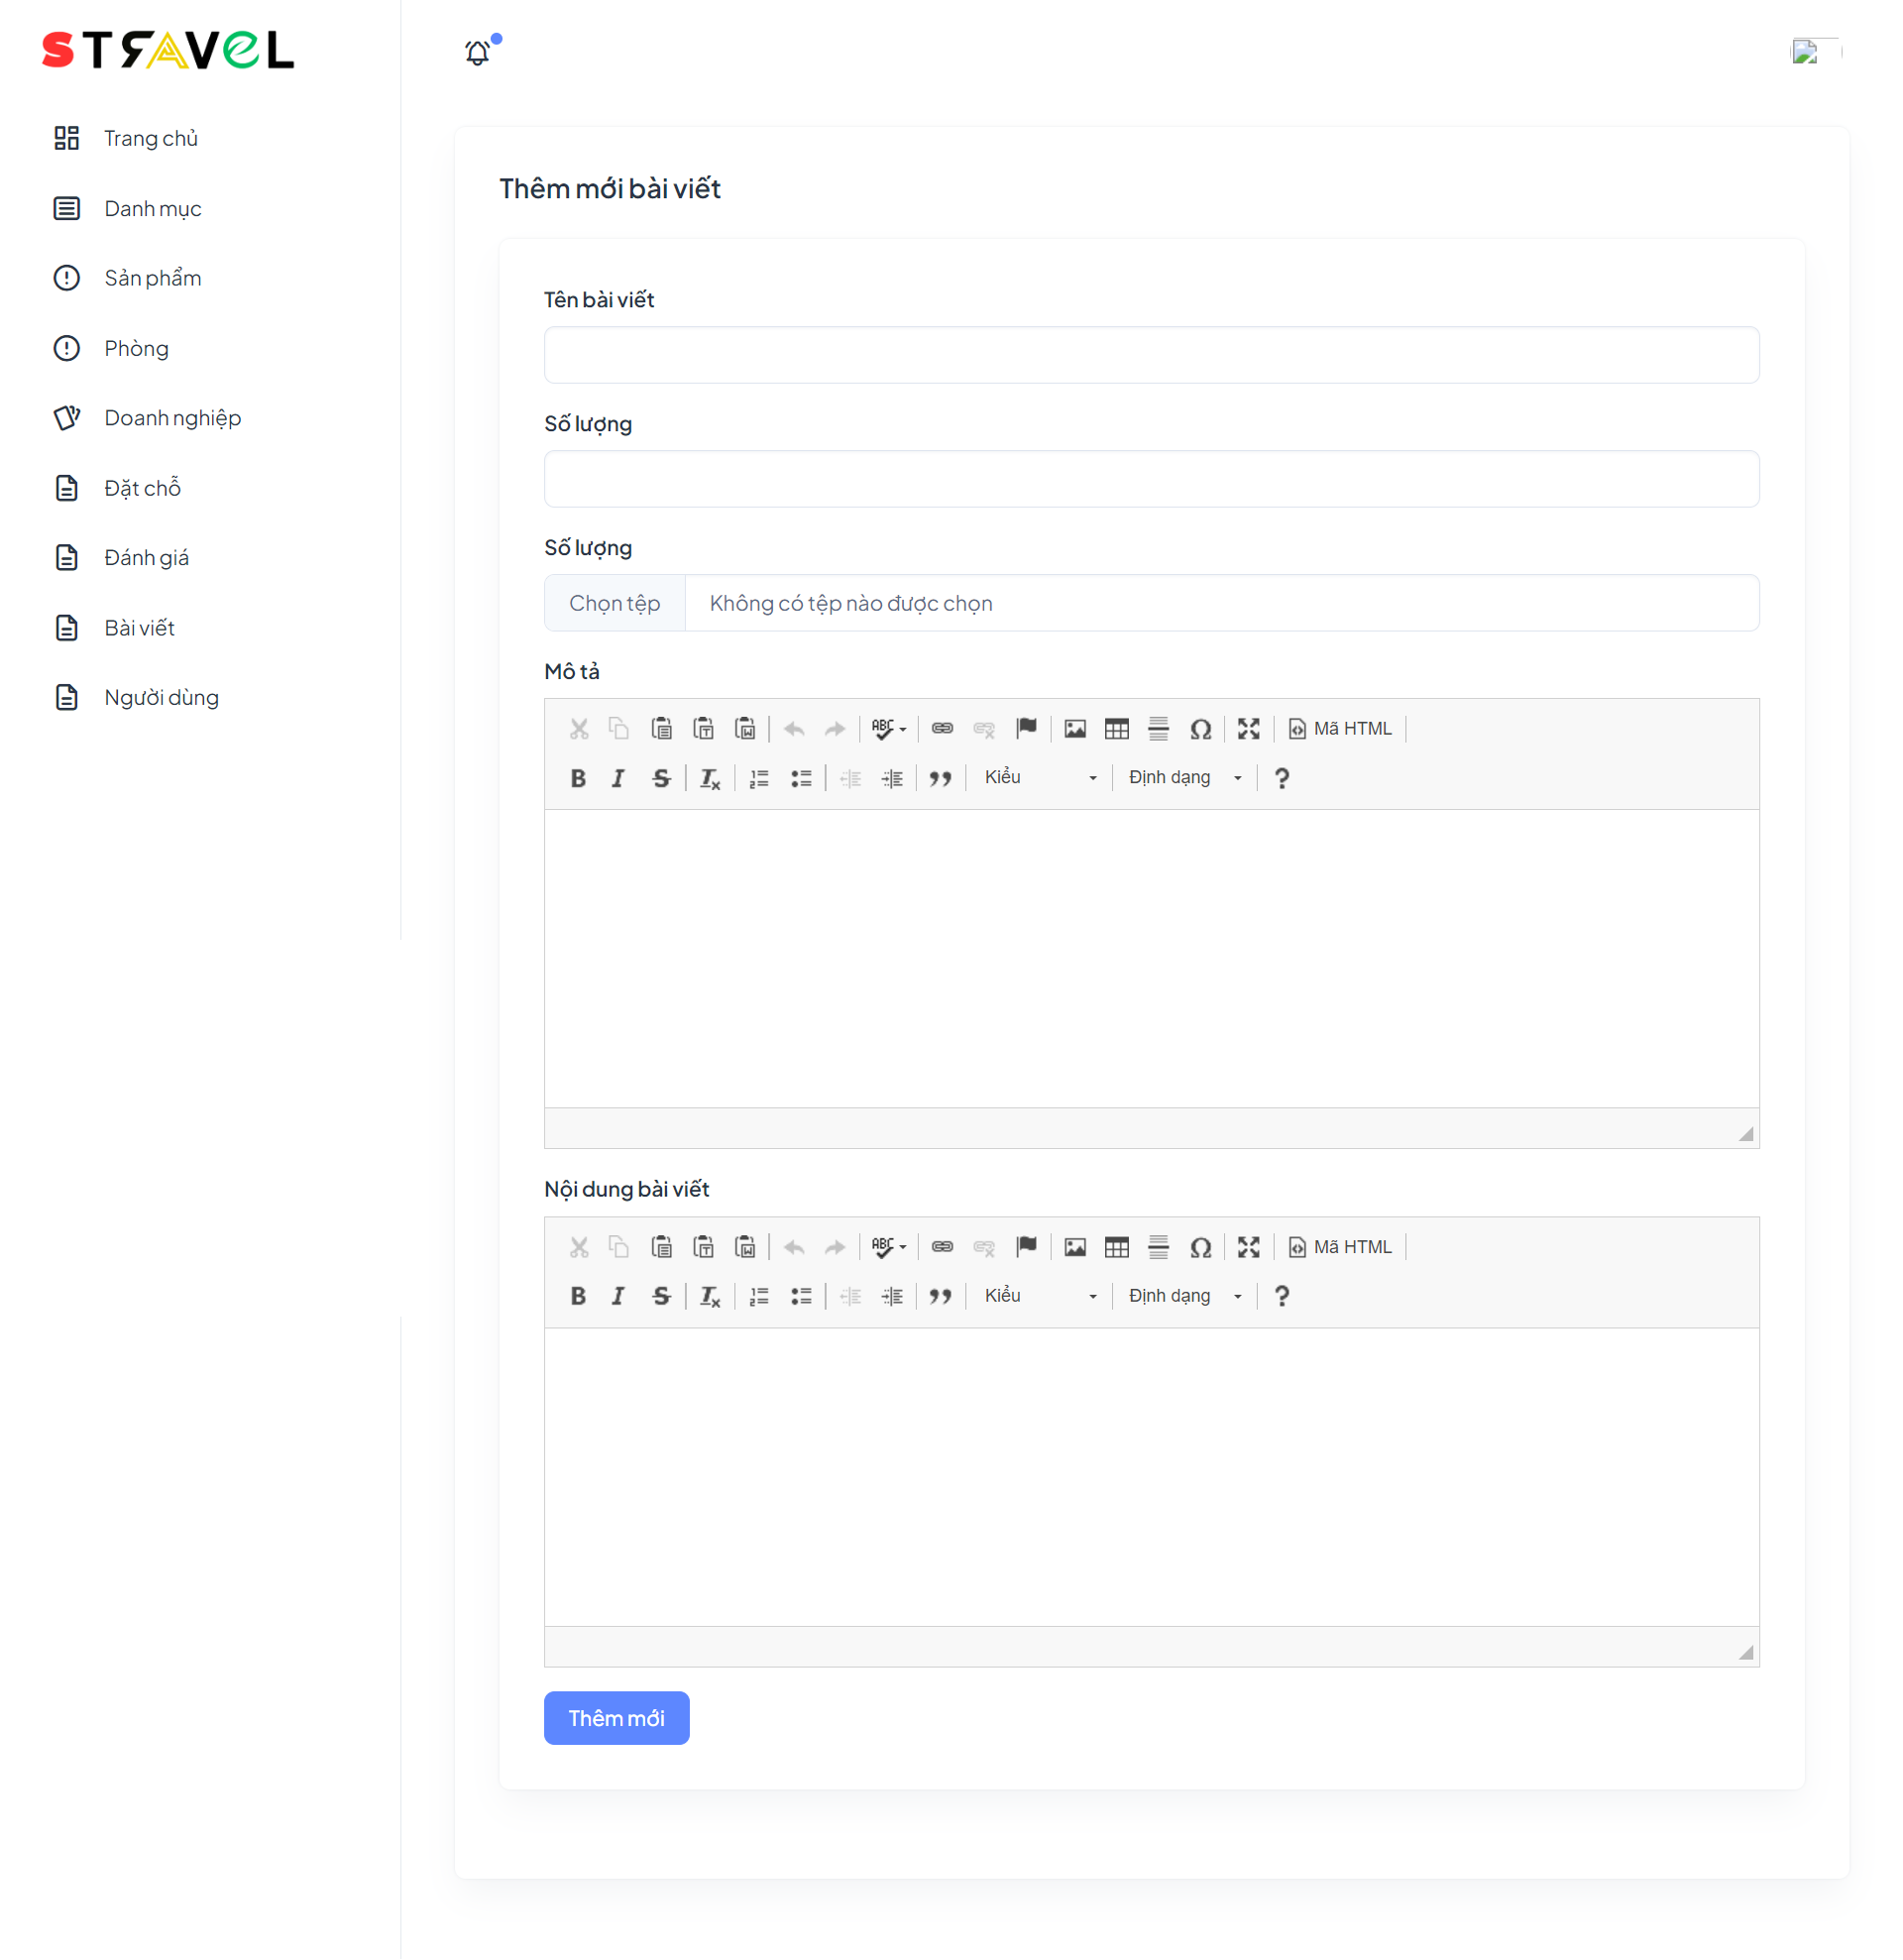 STRAVEL
Trang chủ
Danh mục
Sản phẩm
Phòng
Doanh nghiệp
Đặt chỗ
Đánh giá
Bài viết
Người dùng
Thêm mới bài viết
Tên bài viết
Số lượng
Số lượng
Chọn tệp Không có tệp nào được chọn
Mô tả
ABC Mã HTML
Kiểu Định dạng ?
Nội dung bài viết
ABC Mã HTML
Kiểu Định dạng ?
Thêm mới